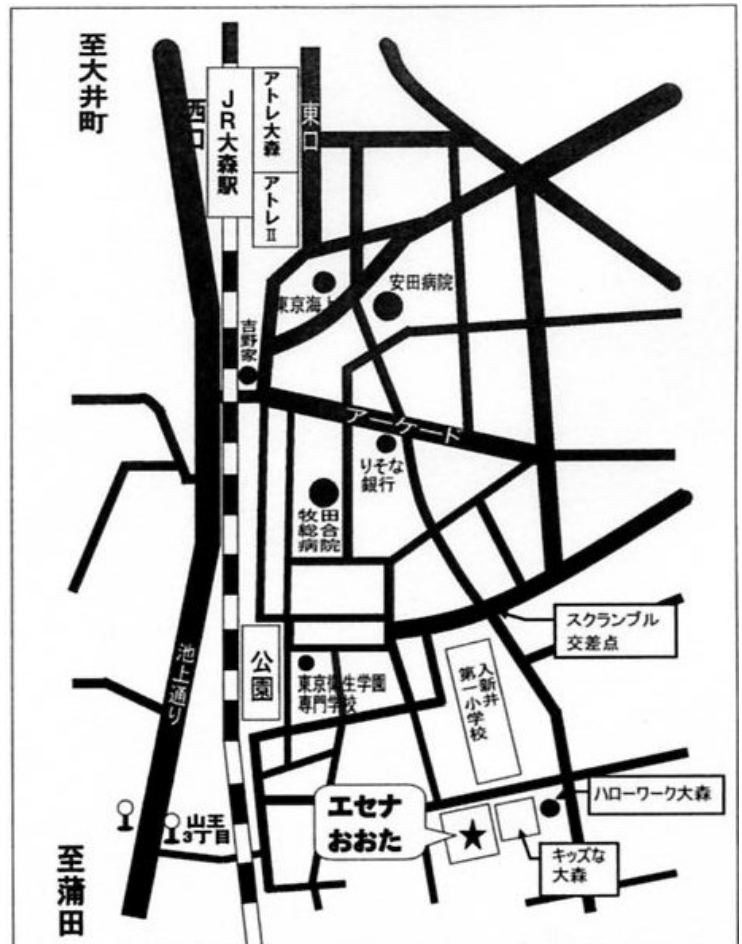 至大井町
西口
JR大森駅
アトレ大森
アトレⅡ
東口
東京海上
安田病院
吉野家
アーケード
りそな
銀行
牧田
総合
病院
スクランブル
交差点
池上通り
公園
東京衛生学園
専門学校
入新井
第一小学校
ハローワーク大森
エセナ
おおた
キッズな
大森
山王
3丁目
至蒲田